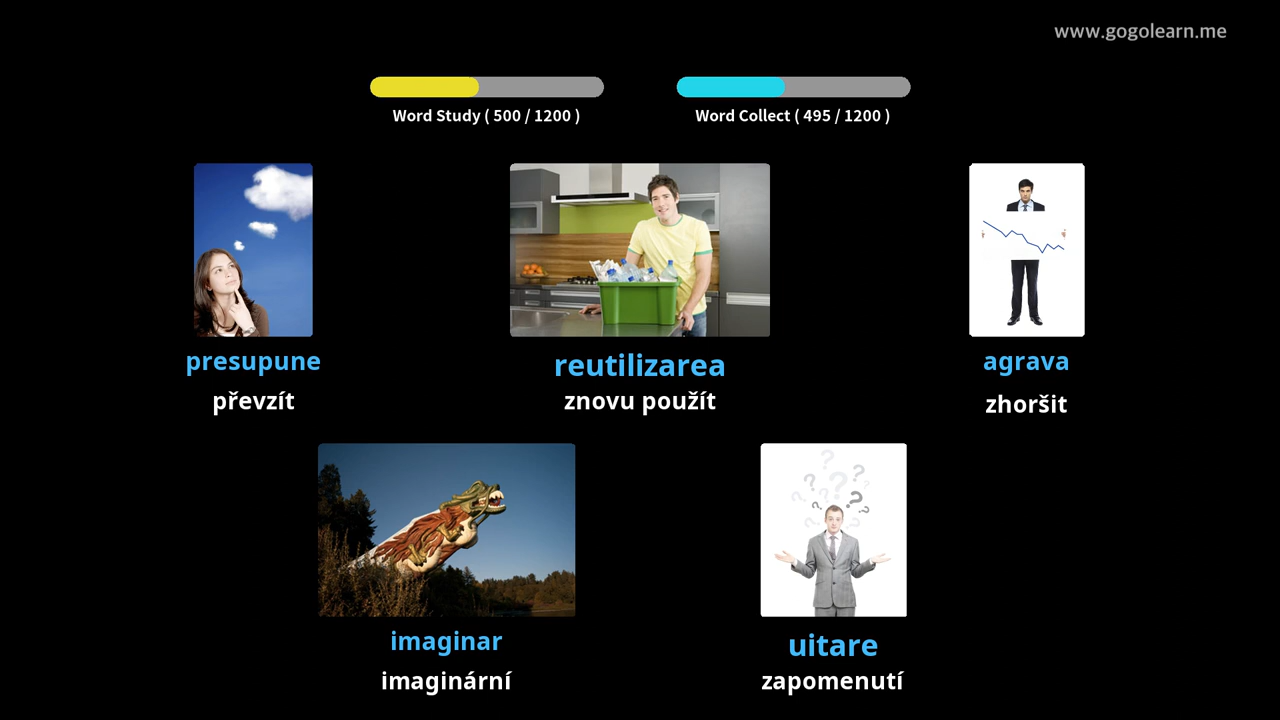 www.gogolearn.me
Word Study ( 500 / 1200 )
Word Collect ( 495 / 1200 )
presupune
převzít
reutilizarea
znovu použít
agrava
zhoršit
imaginar
imaginární
uitare
zapomenutí